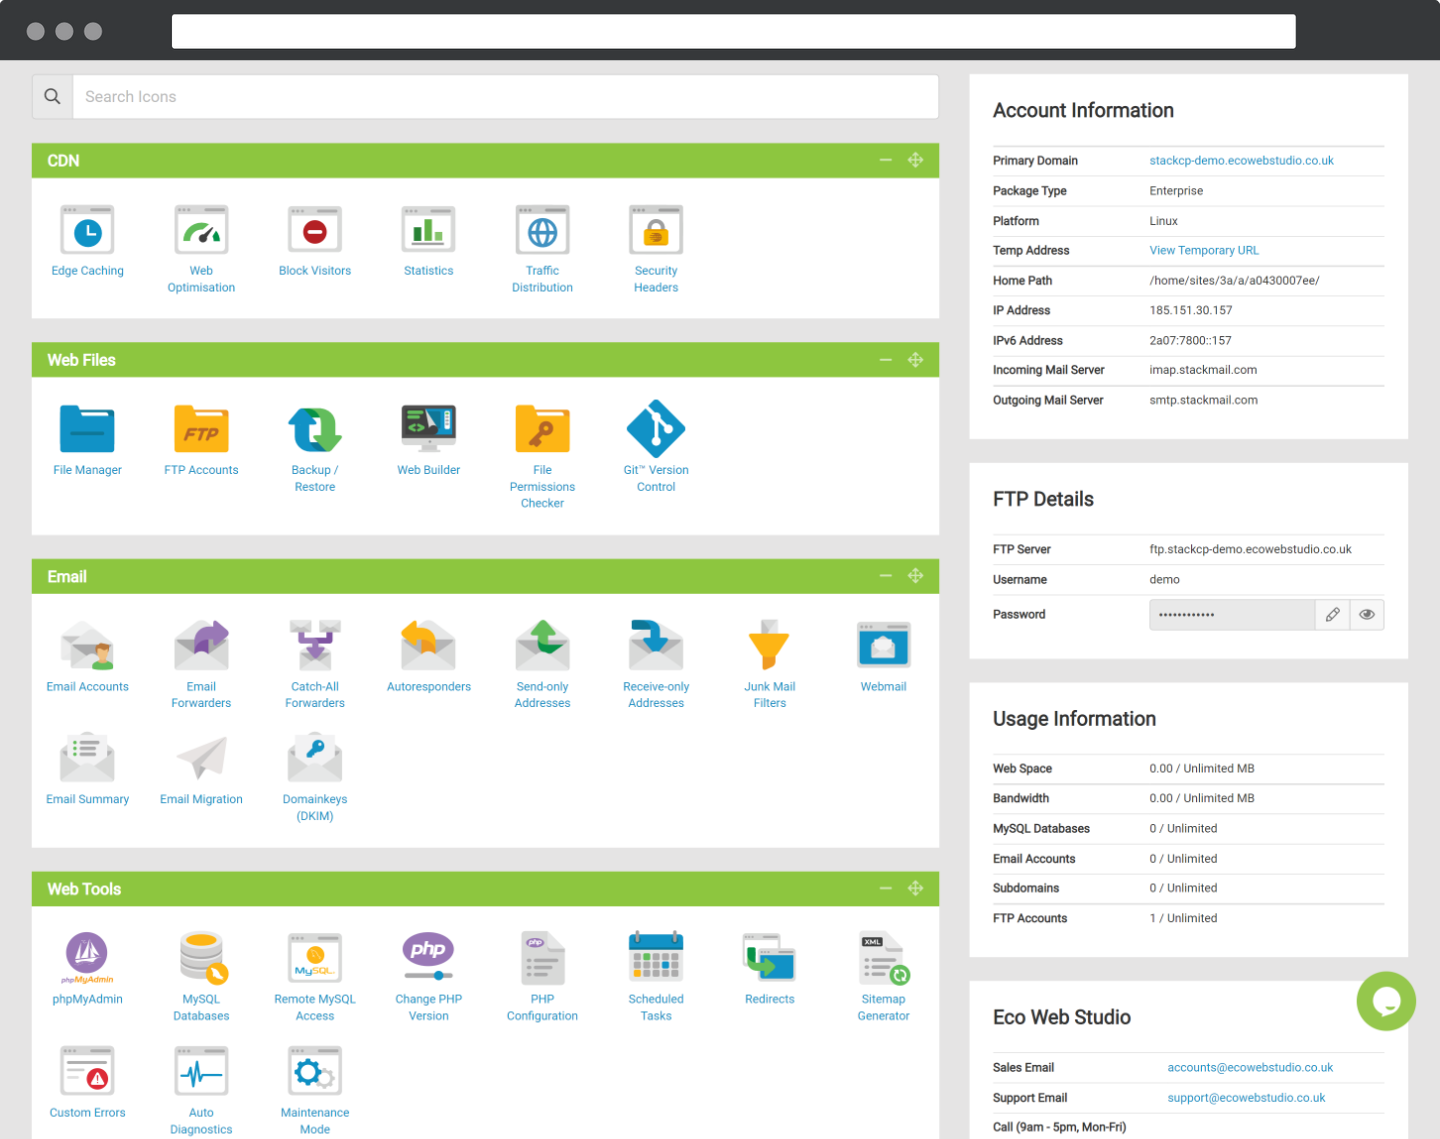 Search Icons
CDN
Edge Caching
Web
Optimisation
Block Visitors
Statistics
Traffic
Distribution
Security
Headers
Web Files
FTP
File Manager
FTP Accounts
Backup /
Restore
Web Builder
File
Permissions
Checker
Git™ Version
Control
Email
Email Accounts
Email
Forwarders
Catch-All
Forwarders
Autoresponders
Send-only
Addresses
Receive-only
Addresses
Junk Mail
Filters
Webmail
Email Summary
Email Migration
Domainkeys
(DKIM)
Web Tools
phpMyAdmin
phpMyAdmin
MySQL
Databases
MySQL
Remote MySQL
Access
php
Change PHP
Version
php
PHP
Configuration
Scheduled
Tasks
Redirects
XML
Sitemap
Generator
Custom Errors
Auto
Diagnostics
Maintenance
Mode
Account Information
Primary Domain stackcp-demo.ecowebstudio.co.uk
Package Type Enterprise
Platform Linux
Temp Address View Temporary URL
Home Path /home/sites/3a/a/a0430007ee/
IP Address 185.151.30.157
IPv6 Address 2a07:7800::157
Incoming Mail Server imap.stackmail.com
Outgoing Mail Server smtp.stackmail.com
FTP Details
FTP Server ftp.stackcp-demo.ecowebstudio.co.uk
Username demo
Password ••••••••••••
Usage Information
Web Space 0.00 / Unlimited MB
Bandwidth 0.00 / Unlimited MB
MySQL Databases 0 / Unlimited
Email Accounts 0 / Unlimited
Subdomains 0 / Unlimited
FTP Accounts 1 / Unlimited
Eco Web Studio
Sales Email accounts@ecowebstudio.co.uk
Support Email support@ecowebstudio.co.uk
Call (9am - 5pm, Mon-Fri)